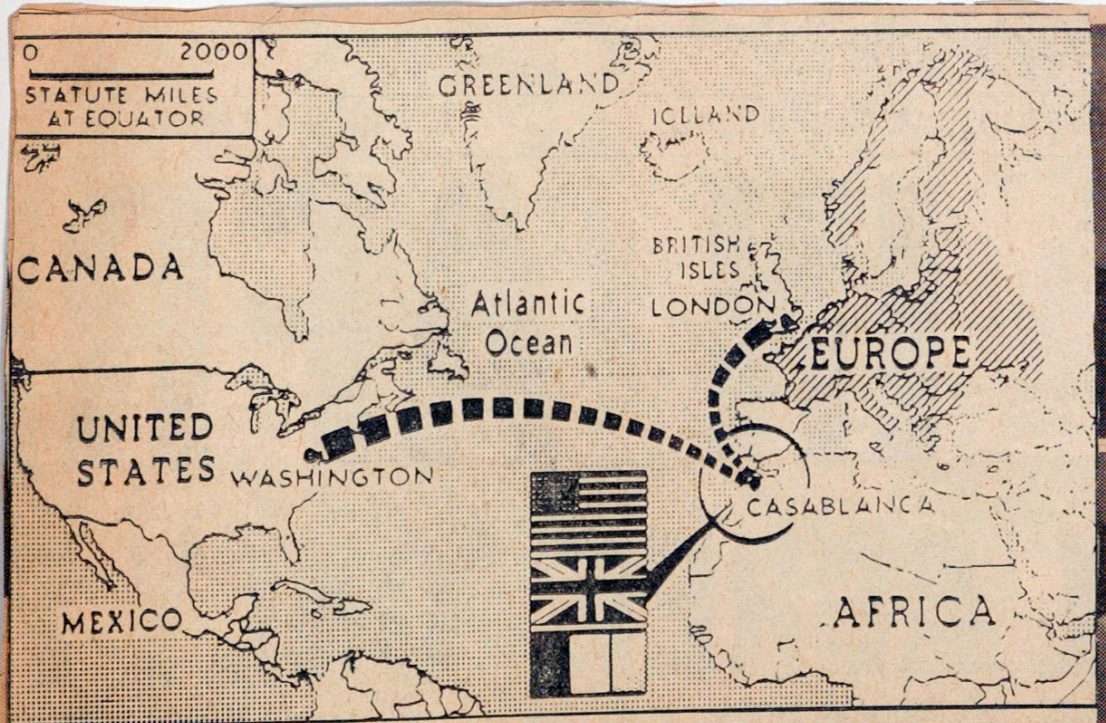 0 2000
STATUTE MILES
AT EQUATOR
GREENLAND
ICELAND
CANADA
BRITISH
ISLES
LONDON
Atlantic
Ocean
EUROPE
UNITED
STATES
WASHINGTON
CASABLANCA
MEXICO
AFRICA